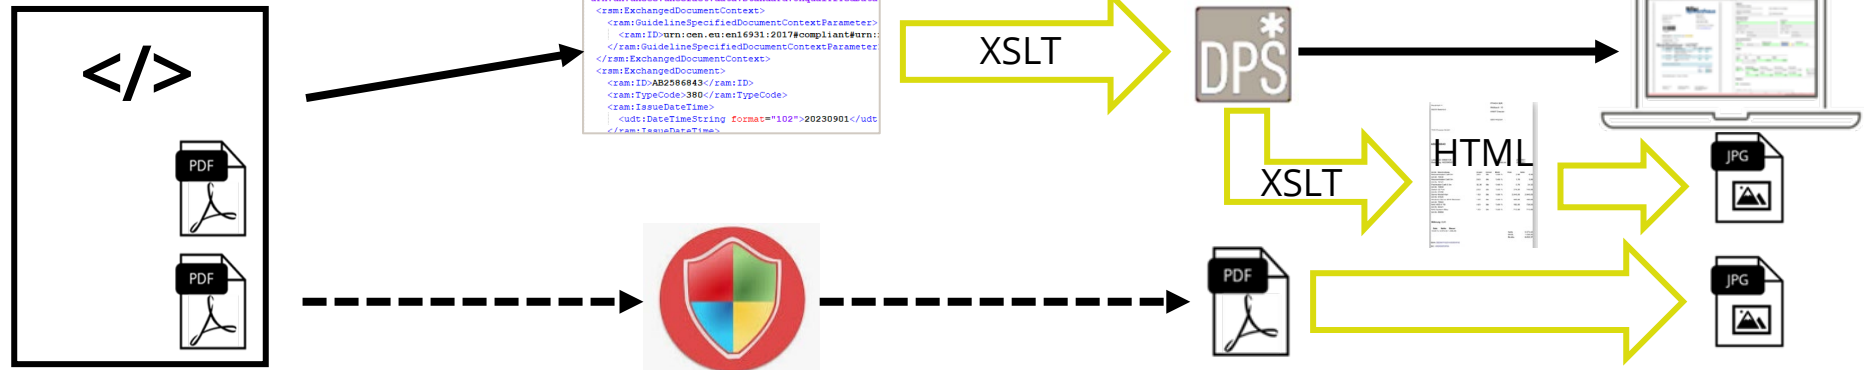 </>
PDF
PDF
<rsm:ExchangedDocumentContext>
<ram:GuidelineSpecifiedDocumentContextParameter>
<ram:ID>urn:cen.eu:en16931:2017#compliant#urn:
</ram:GuidelineSpecifiedDocumentContextParameter
</rsm:ExchangedDocumentContext>
<rsm:ExchangedDocument>
<ram:ID>AB2586843</ram:ID>
<ram:TypeCode>380</ram:TypeCode>
<ram:IssueDateTime>
<udt:DateTimeString format="102">20230901</udt
</ram:IssueDateTime>
XSLT
DPS*
XSLT
HTML
JPG
PDF
JPG